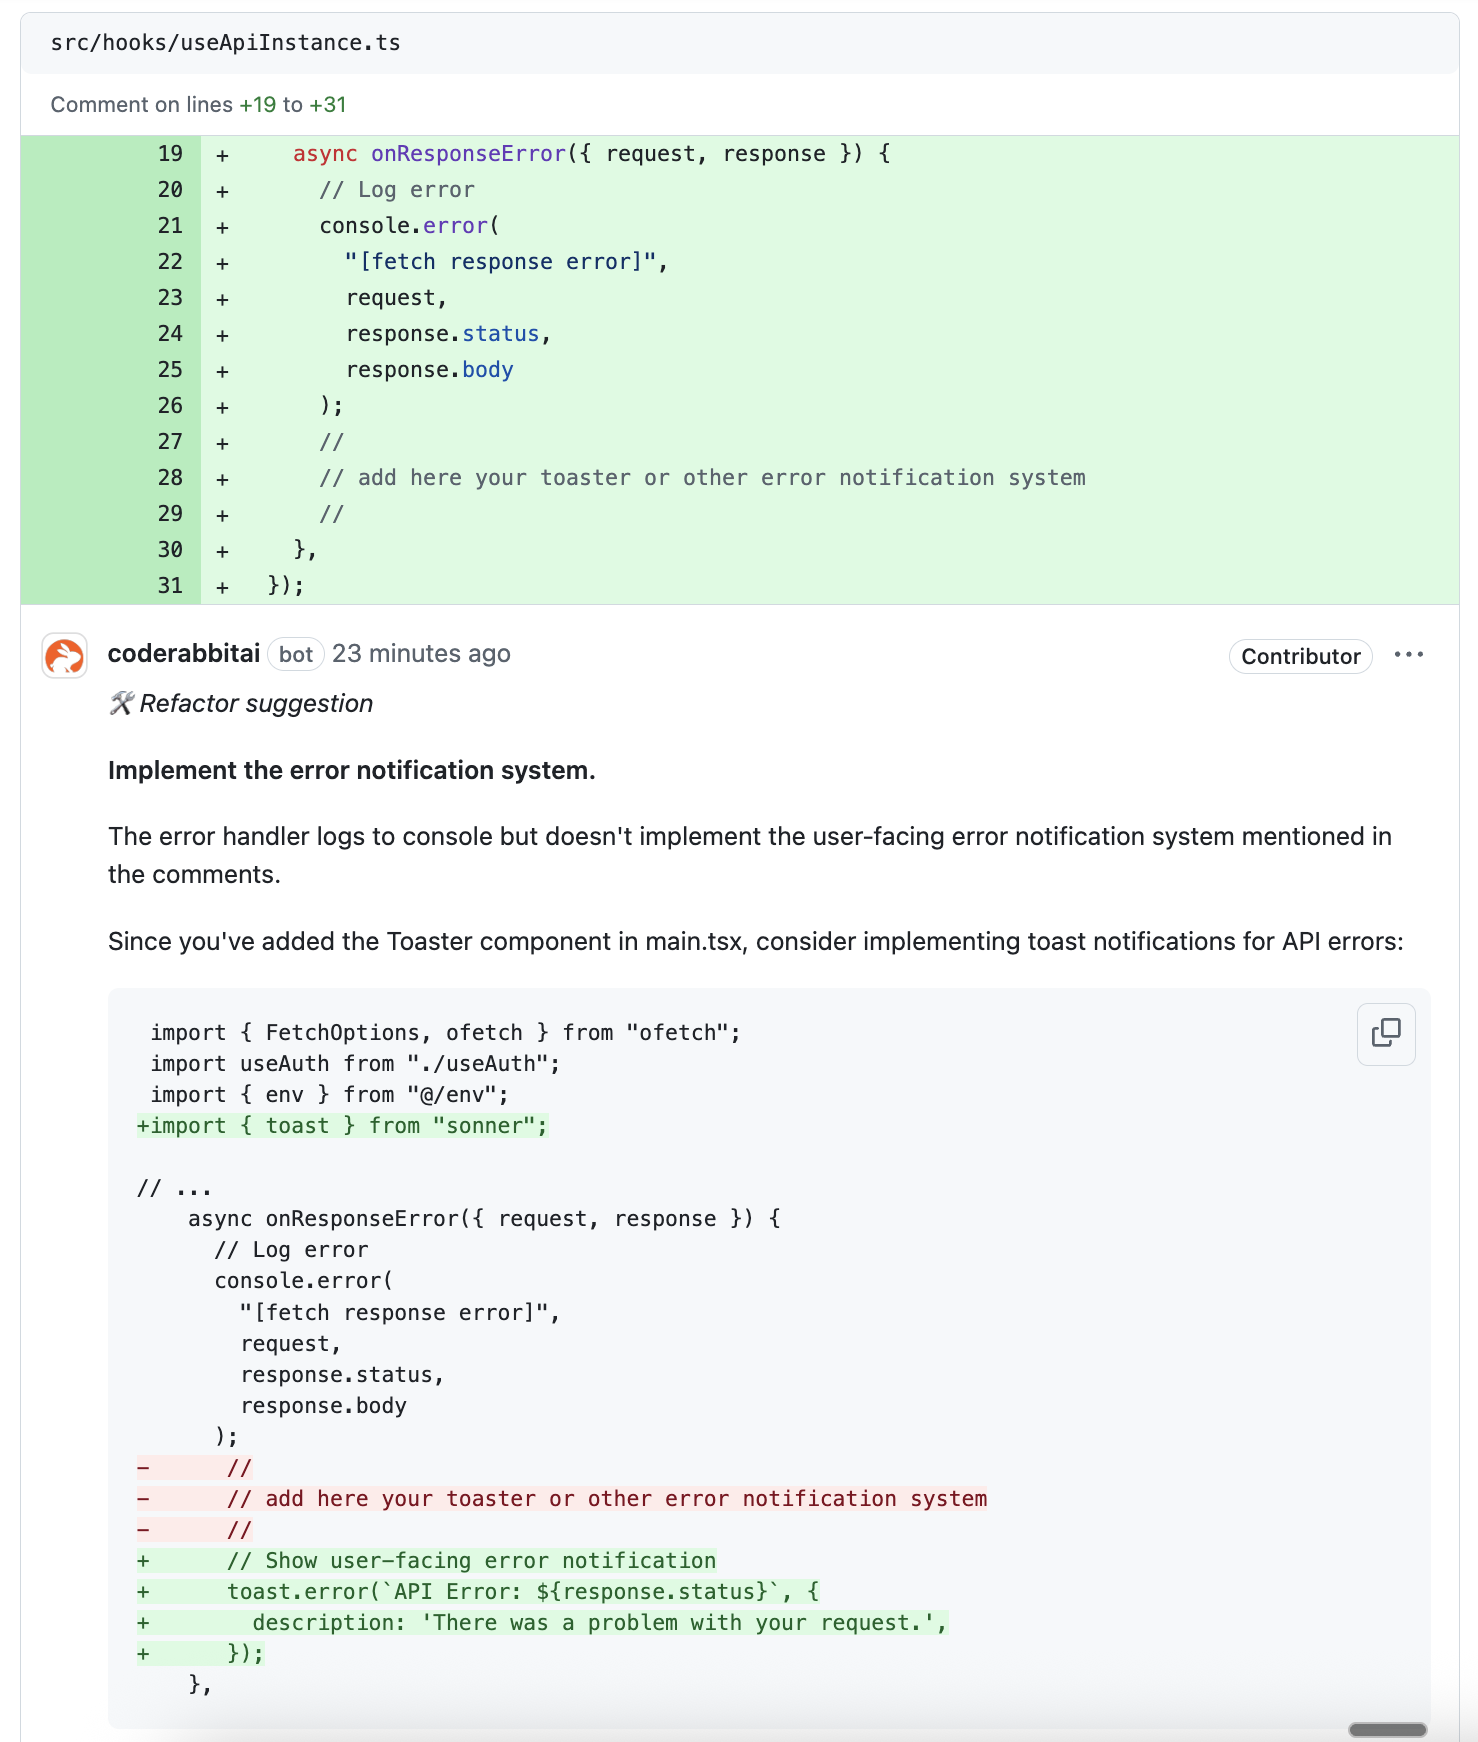 src/hooks/useApiInstance.ts
Comment on lines +19 to +31
19 + async onResponseError({ request, response }) {
20 + // Log error
21 + console.error(
22 + "[fetch response error]",
23 + request,
24 + response.status,
25 + response.body
26 + );
27 + //
28 + // add here your toaster or other error notification system
29 + //
30 + },
31 + });
coderabbitai bot 23 minutes ago Contributor ...
🛠️ Refactor suggestion
Implement the error notification system.
The error handler logs to console but doesn't implement the user-facing error notification system mentioned in
the comments.
Since you've added the Toaster component in main.tsx, consider implementing toast notifications for API errors:
import { FetchOptions, ofetch } from "ofetch";
import useAuth from "./useAuth";
import { env } from "@/env";
+import { toast } from "sonner";
// ...
async onResponseError({ request, response }) {
// Log error
console.error(
"[fetch response error]",
request,
response.status,
response.body
);
- //
- // add here your toaster or other error notification system
- //
+ // Show user-facing error notification
+ toast.error(`API Error: ${response.status}`, {
+ description: 'There was a problem with your request.',
+ });
},